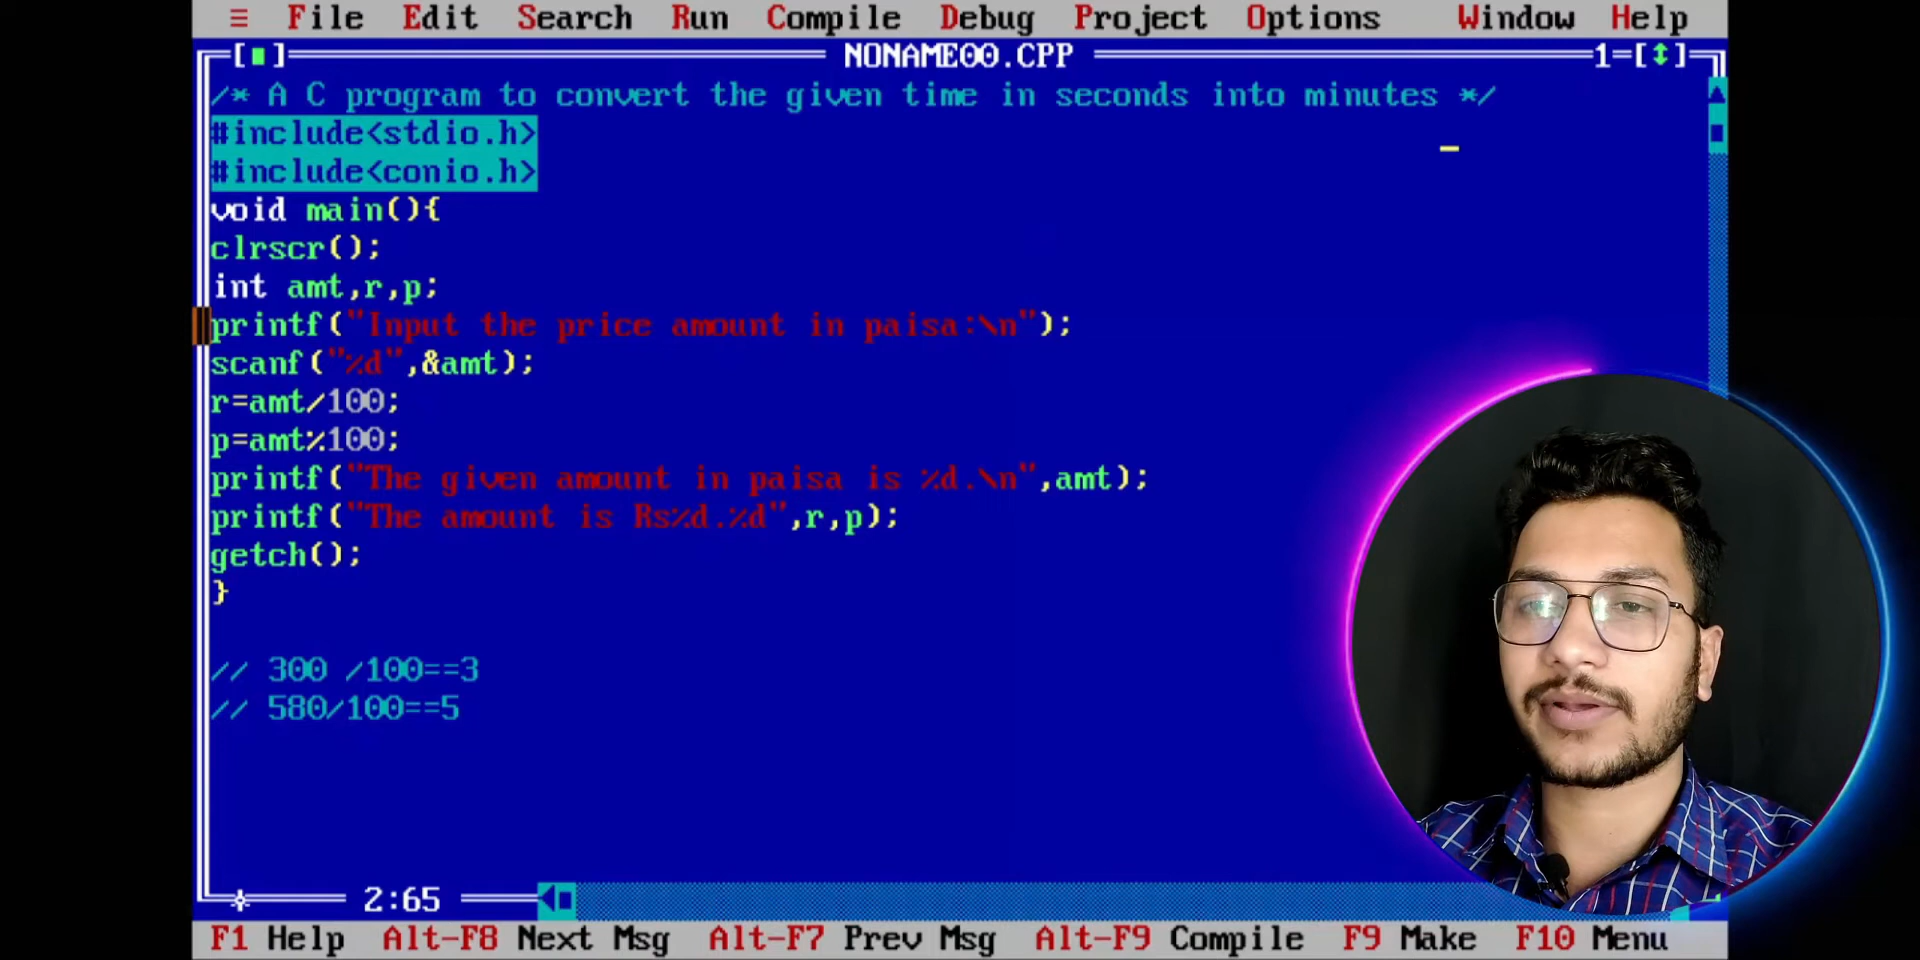 ≡ File Edit Search Run Compile Debug Project Options Window Help
[■] NONAME00.CPP 1=[↕]
/* A C program to convert the given time in seconds into minutes */
#include<stdio.h>
#include<conio.h>
void main(){
clrscr();
int amt,r,p;
printf("Input the price amount in paisa:\n");
scanf("%d",&amt);
r=amt/100;
p=amt%100;
printf("The given amount in paisa is %d.\n",amt);
printf("The amount is Rs%d.%d",r,p);
getch();
}
// 300 /100==3
// 580/100==5
2:65
F1 Help Alt-F8 Next Msg Alt-F7 Prev Msg Alt-F9 Compile F9 Make F10 Menu